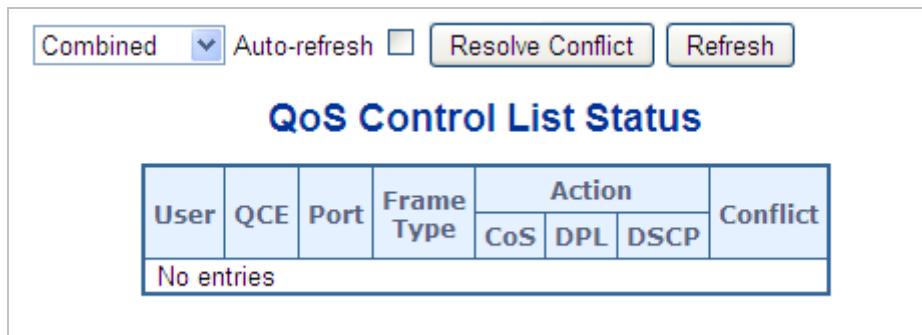 Combined Auto-refresh Resolve Conflict Refresh
QoS Control List Status
User QCE Port Frame Type Action Conflict
CoS DPL DSCP
No entries